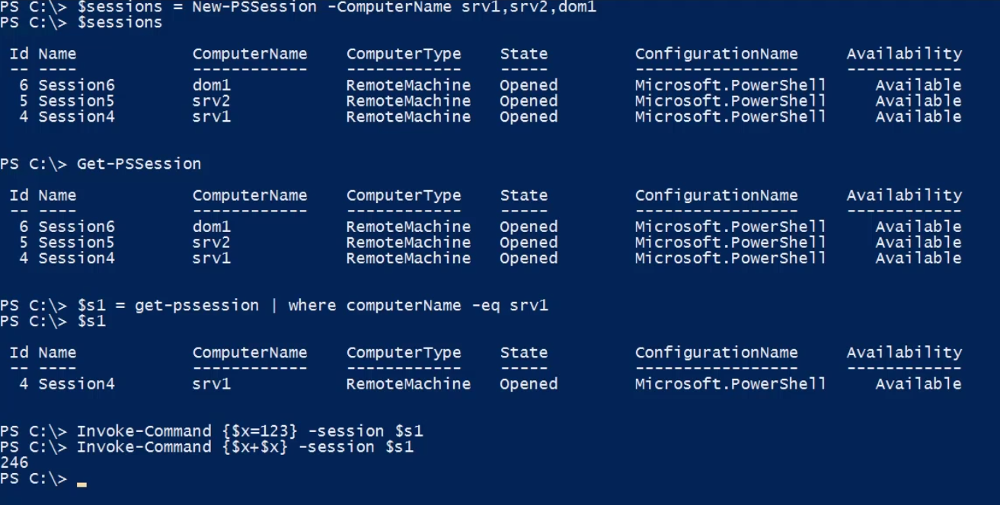 PS C:\> $sessions = New-PSSession -ComputerName srv1,srv2,dom1
PS C:\> $sessions
Id Name ComputerName ComputerType State ConfigurationName Availability
-- ---- ------------ ------------ ----- ----------------- ------------
6 Session6 dom1 RemoteMachine Opened Microsoft.PowerShell Available
5 Session5 srv2 RemoteMachine Opened Microsoft.PowerShell Available
4 Session4 srv1 RemoteMachine Opened Microsoft.PowerShell Available
PS C:\> Get-PSSession
Id Name ComputerName ComputerType State ConfigurationName Availability
-- ---- ------------ ------------ ----- ----------------- ------------
6 Session6 dom1 RemoteMachine Opened Microsoft.PowerShell Available
5 Session5 srv2 RemoteMachine Opened Microsoft.PowerShell Available
4 Session4 srv1 RemoteMachine Opened Microsoft.PowerShell Available
PS C:\> $s1 = get-pssession | where computerName -eq srv1
PS C:\> $s1
Id Name ComputerName ComputerType State ConfigurationName Availability
-- ---- ------------ ------------ ----- ----------------- ------------
4 Session4 srv1 RemoteMachine Opened Microsoft.PowerShell Available
PS C:\> Invoke-Command {$x=123} -session $s1
PS C:\> Invoke-Command {$x+$x} -session $s1
246
PS C:\>